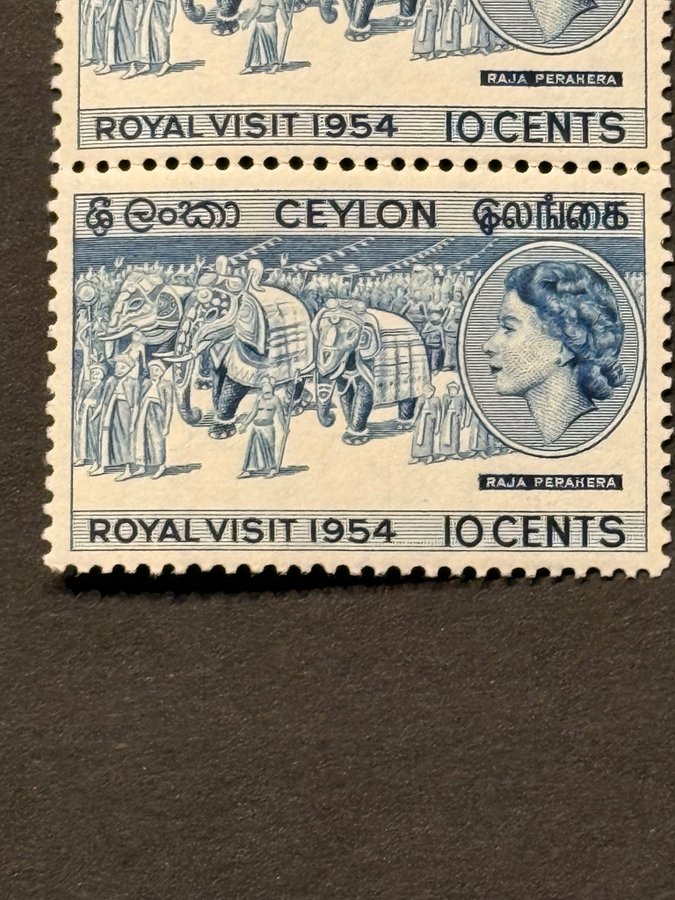 RAJA PERAHERA
ROYAL VISIT 1954 10 CENTS
ශ්‍රී ලංකා CEYLON இலங்கை
RAJA PERAHERA
ROYAL VISIT 1954 10 CENTS